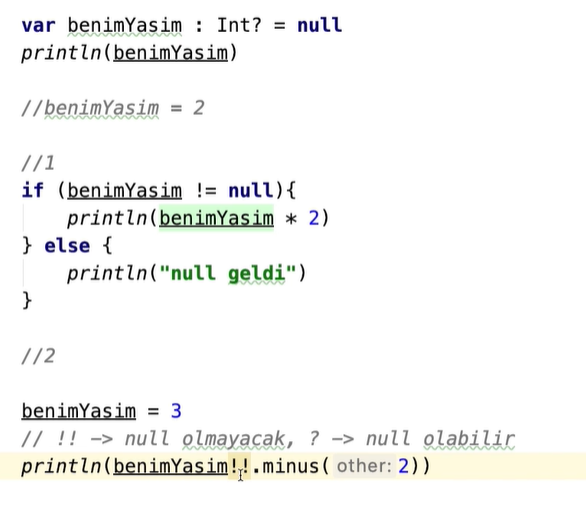 var benimYasim : Int? = null
println(benimYasim)
//benimYasim = 2
//1
if (benimYasim != null){
println(benimYasim * 2)
} else {
println("null geldi")
}
//2
benimYasim = 3
// !! -> null olmayacak, ? -> null olabilir
println(benimYasim!!.minus( other: 2))